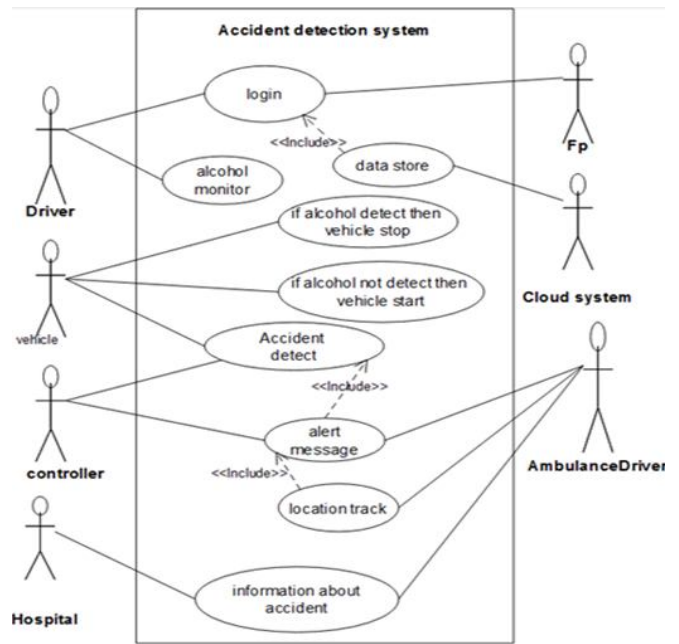 Accident detection system
login
<<Include>>
Fp
data store
alcohol
monitor
Driver
if alcohol detect then
vehicle stop
if alcohol not detect then
vehicle start
Cloud system
vehicle
Accident
detect
<<Include>>
alert
message
controller
<<Include>>
AmbulanceDriver
location track
information about
accident
Hospital